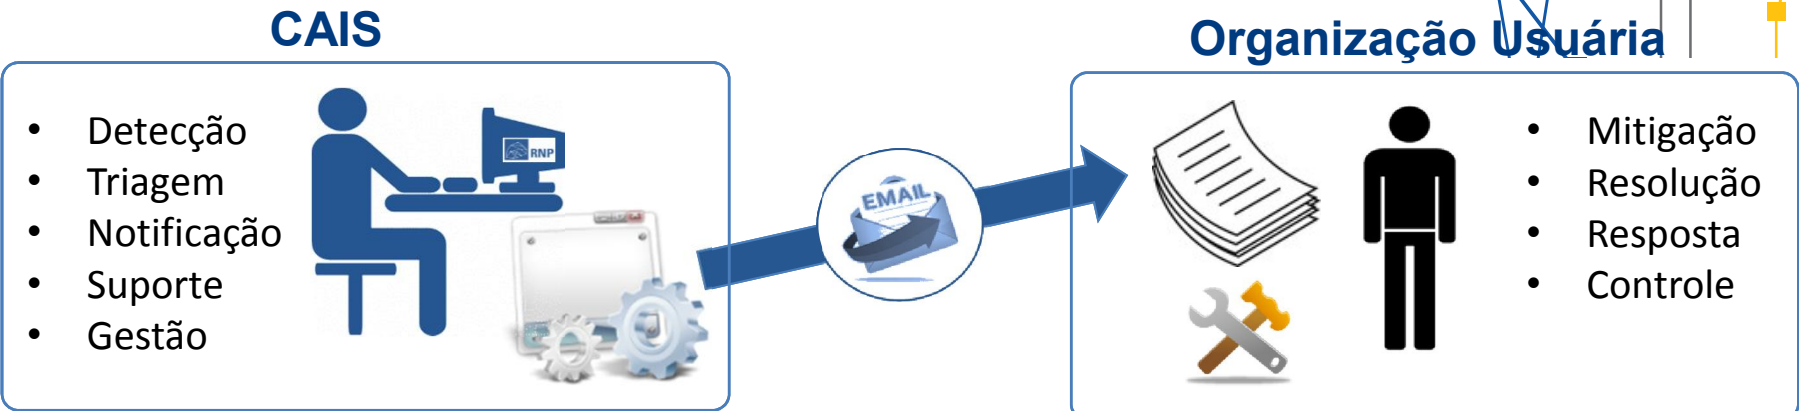 CAIS
Organização Usuária
• Detecção
• Triagem
• Notificação
• Suporte
• Gestão
RNP
EMAIL
• Mitigação
• Resolução
• Resposta
• Controle